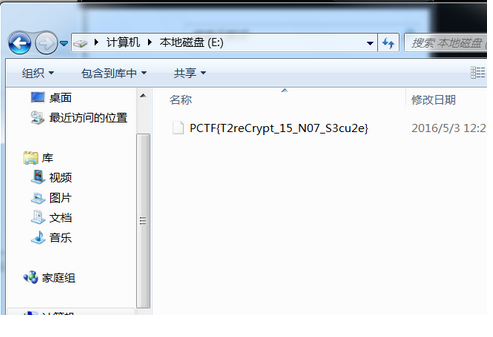 计算机 ▸ 本地磁盘 (E:)
搜索 本地磁盘 (E:)
组织 包含到库中 共享
名称 修改日期
桌面
最近访问的位置
PCTF{T2reCrypt_15_N07_S3cu2e} 2016/5/3 12:2
库
视频
图片
文档
音乐
家庭组
计算机